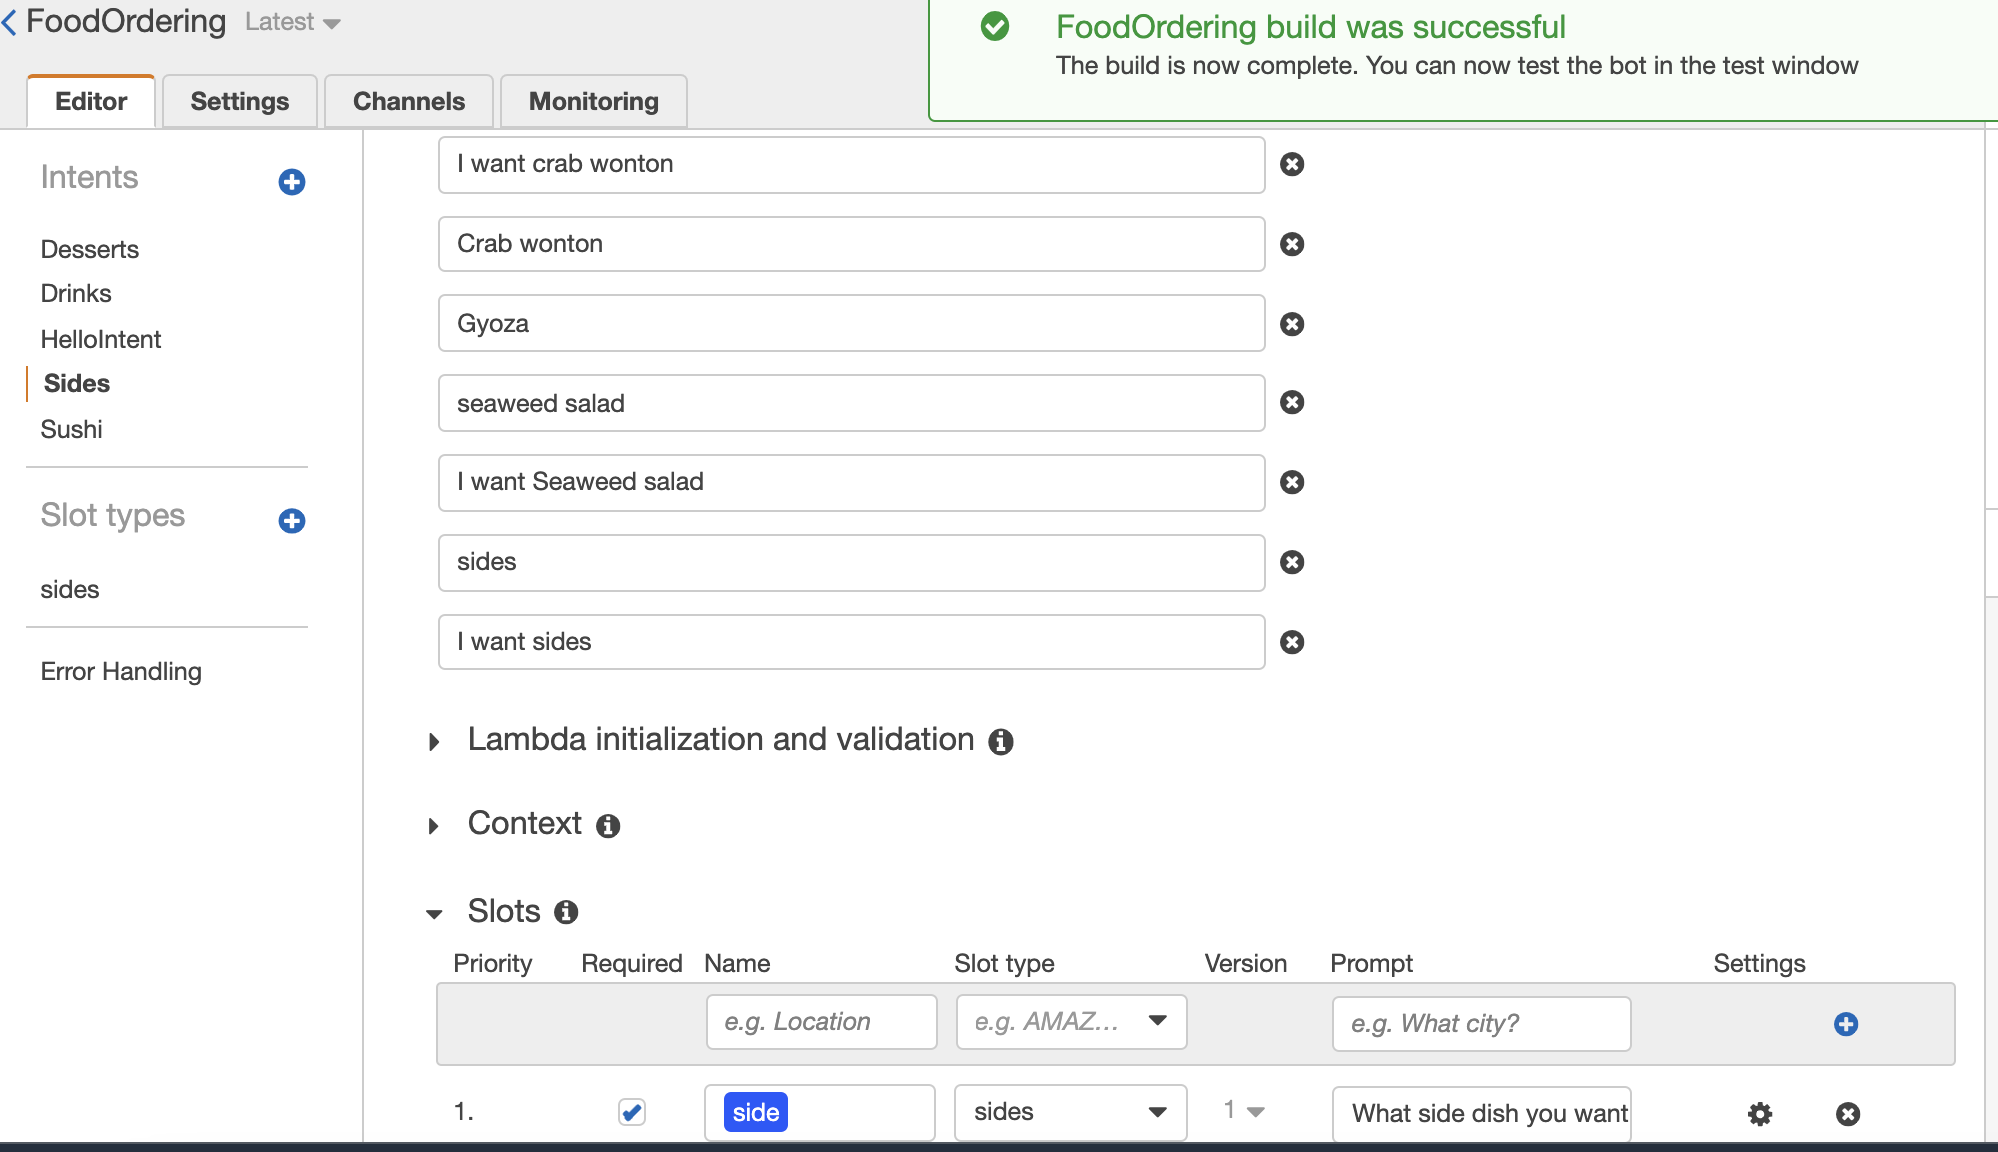 FoodOrdering Latest
FoodOrdering build was successful
The build is now complete. You can now test the bot in the test window
Editor Settings Channels Monitoring
Intents
Desserts
Drinks
HelloIntent
Sides
Sushi
Slot types
sides
Error Handling
I want crab wonton
Crab wonton
Gyoza
seaweed salad
I want Seaweed salad
sides
I want sides
Lambda initialization and validation
Context
Slots
Priority Required Name Slot type Version Prompt Settings
e.g. Location e.g. AMAZ... e.g. What city?
1. side sides 1 What side dish you want